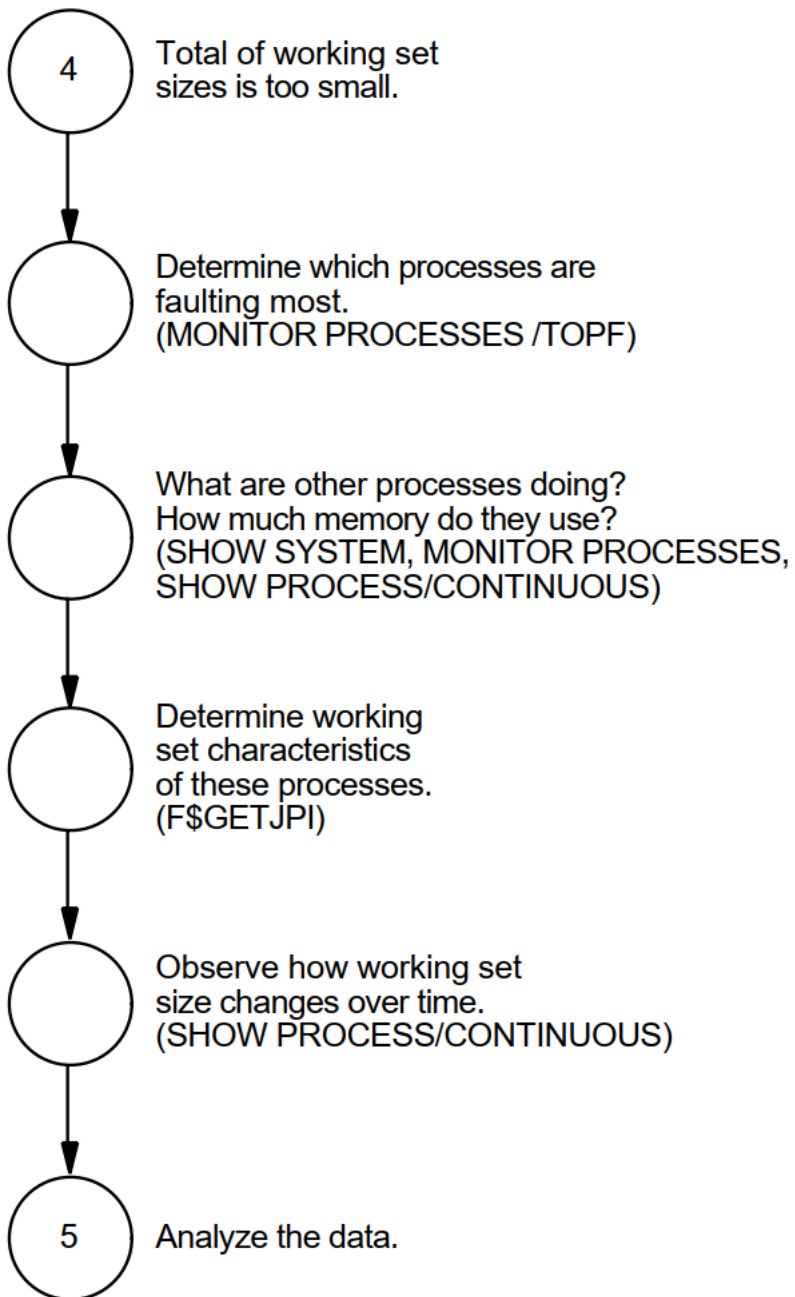 4
Total of working set
sizes is too small.
Determine which processes are
faulting most.
(MONITOR PROCESSES /TOPF)
What are other processes doing?
How much memory do they use?
(SHOW SYSTEM, MONITOR PROCESSES,
SHOW PROCESS/CONTINUOUS)
Determine working
set characteristics
of these processes.
(F$GETJPI)
Observe how working set
size changes over time.
(SHOW PROCESS/CONTINUOUS)
5
Analyze the data.